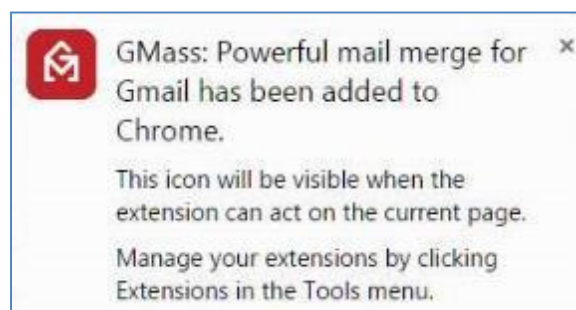 GMass: Powerful mail merge for
Gmail has been added to
Chrome.
This icon will be visible when the
extension can act on the current page.
Manage your extensions by clicking
Extensions in the Tools menu.